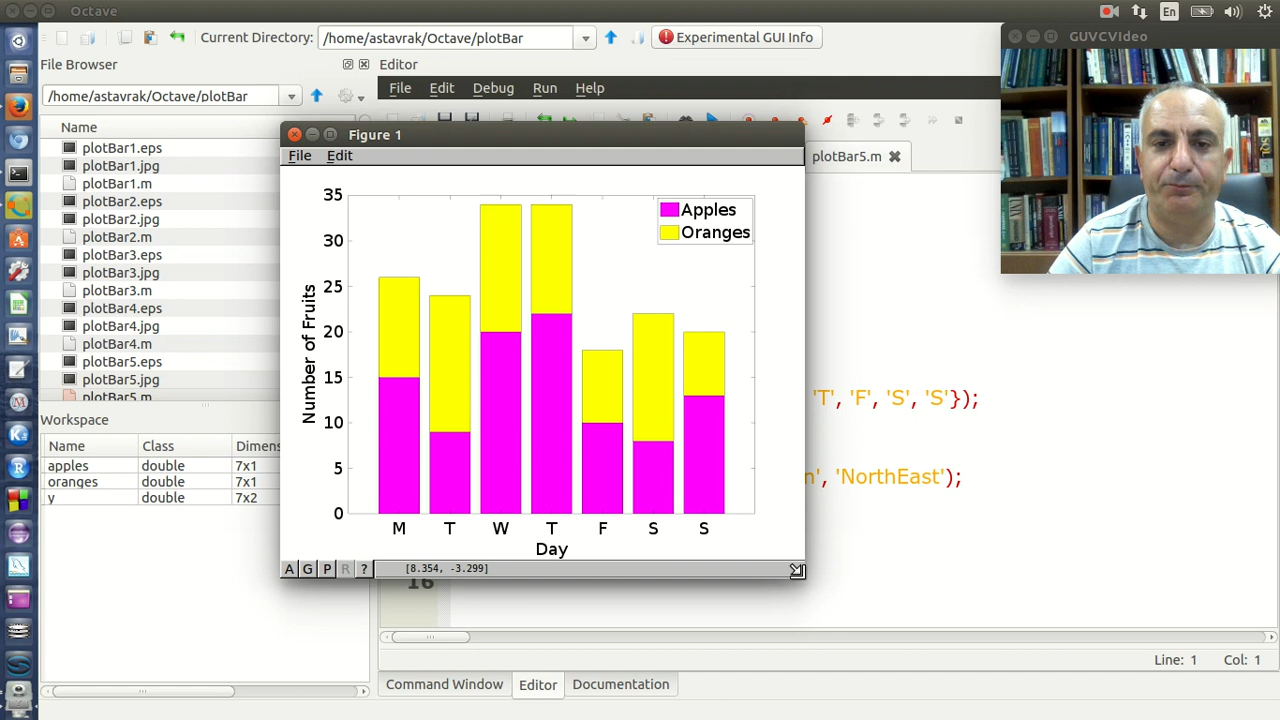 Octave
En
Current Directory:
/home/astavrak/Octave/plotBar
Experimental GUI Info
GUVCVIdeo
File Browser
Editor
/home/astavrak/Octave/plotBar
File Edit Debug Run Help
Name
plotBar1.eps
plotBar1.jpg
plotBar1.m
plotBar2.eps
plotBar2.jpg
plotBar2.m
plotBar3.eps
plotBar3.jpg
plotBar3.m
plotBar4.eps
plotBar4.jpg
plotBar4.m
plotBar5.eps
plotBar5.jpg
plotBar5.m
Workspace
Name Class Dimens
apples double 7x1
oranges double 7x1
y double 7x2
Figure 1
File Edit
35
30
25
20
15
10
5
0
Number of Fruits
Apples
Oranges
M T W T F S S
Day
A G P R ?
[8.354, -3.299]
plotBar5.m
'T', 'F', 'S', 'S'});
n', 'NorthEast');
16
Line: 1 Col: 1
Command Window Editor Documentation